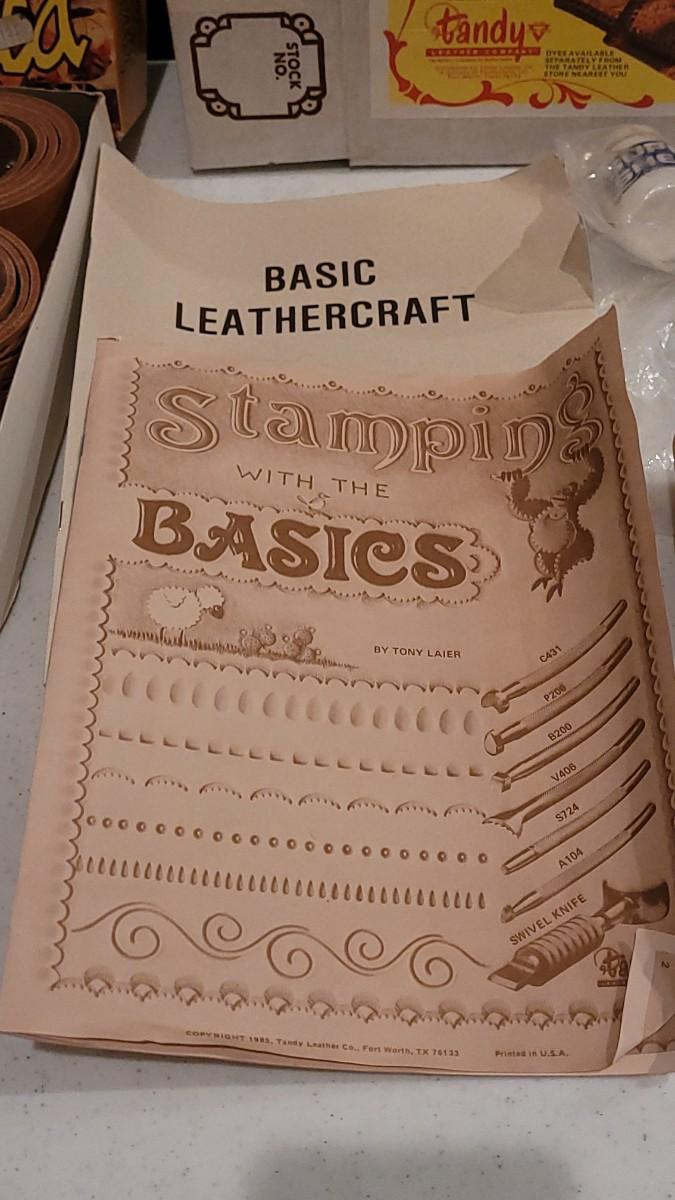 STOCK
NO.
tandy
LEATHER COMPANY
DYES AVAILABLE
SEPARATELY FROM
THE TANDY LEATHER
STORE NEAREST YOU
BASIC
LEATHERCRAFT
Stamping
WITH THE
BASICS
BY TONY LAIER
C431
P206
B200
V406
S724
A104
SWIVEL KNIFE
2
COPYRIGHT 1985, Tandy Leather Co., Fort Worth, TX 76133
Printed in U.S.A.